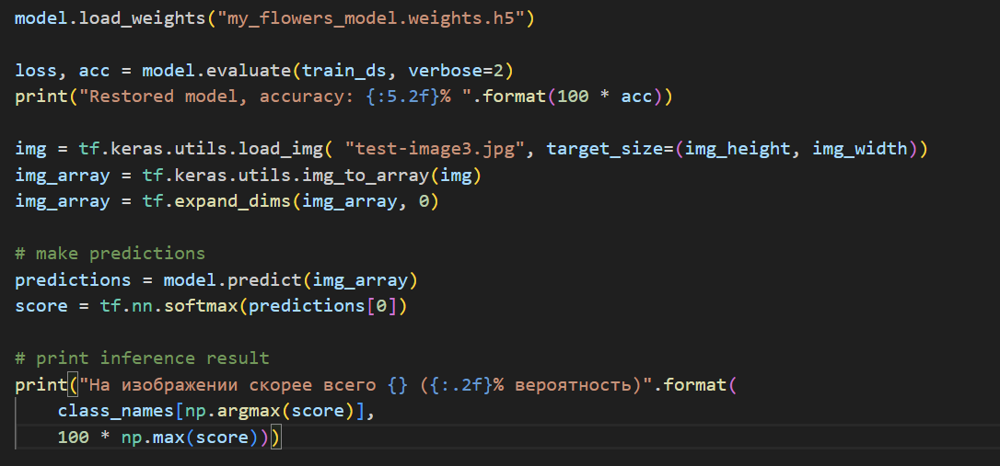 model.load_weights("my_flowers_model.weights.h5")
loss, acc = model.evaluate(train_ds, verbose=2)
print("Restored model, accuracy: {:5.2f}% ".format(100 * acc))
img = tf.keras.utils.load_img( "test-image3.jpg", target_size=(img_height, img_width))
img_array = tf.keras.utils.img_to_array(img)
img_array = tf.expand_dims(img_array, 0)
# make predictions
predictions = model.predict(img_array)
score = tf.nn.softmax(predictions[0])
# print inference result
print("На изображении скорее всего {} ({:.2f}% вероятность)".format(
    class_names[np.argmax(score)],
    100 * np.max(score)))